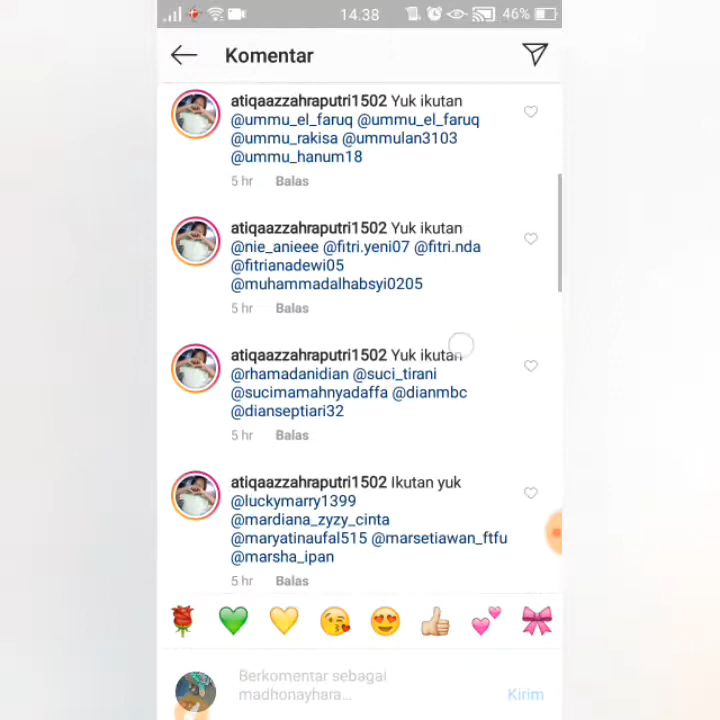 14.38
46%
Komentar
atiqaazzahraputri1502 Yuk ikutan
@ummu_el_faruq @ummu_el_faruq
@ummu_rakisa @ummulan3103
@ummu_hanum18
5 hr Balas
atiqaazzahraputri1502 Yuk ikutan
@nie_anieee @fitri.yeni07 @fitri.nda
@fitrianadewi05
@muhammadalhabsyi0205
5 hr Balas
atiqaazzahraputri1502 Yuk ikutan
@rhamadanidian @suci_tirani
@sucimamahnyadaffa @dianmbc
@dianseptiari32
5 hr Balas
atiqaazzahraputri1502 Ikutan yuk
@luckymarry1399
@mardiana_zyzy_cinta
@maryatinaufal515 @marsetiawan_ftfu
@marsha_ipan
5 hr Balas
Berkomentar sebagai
madhonayhara...
Kirim